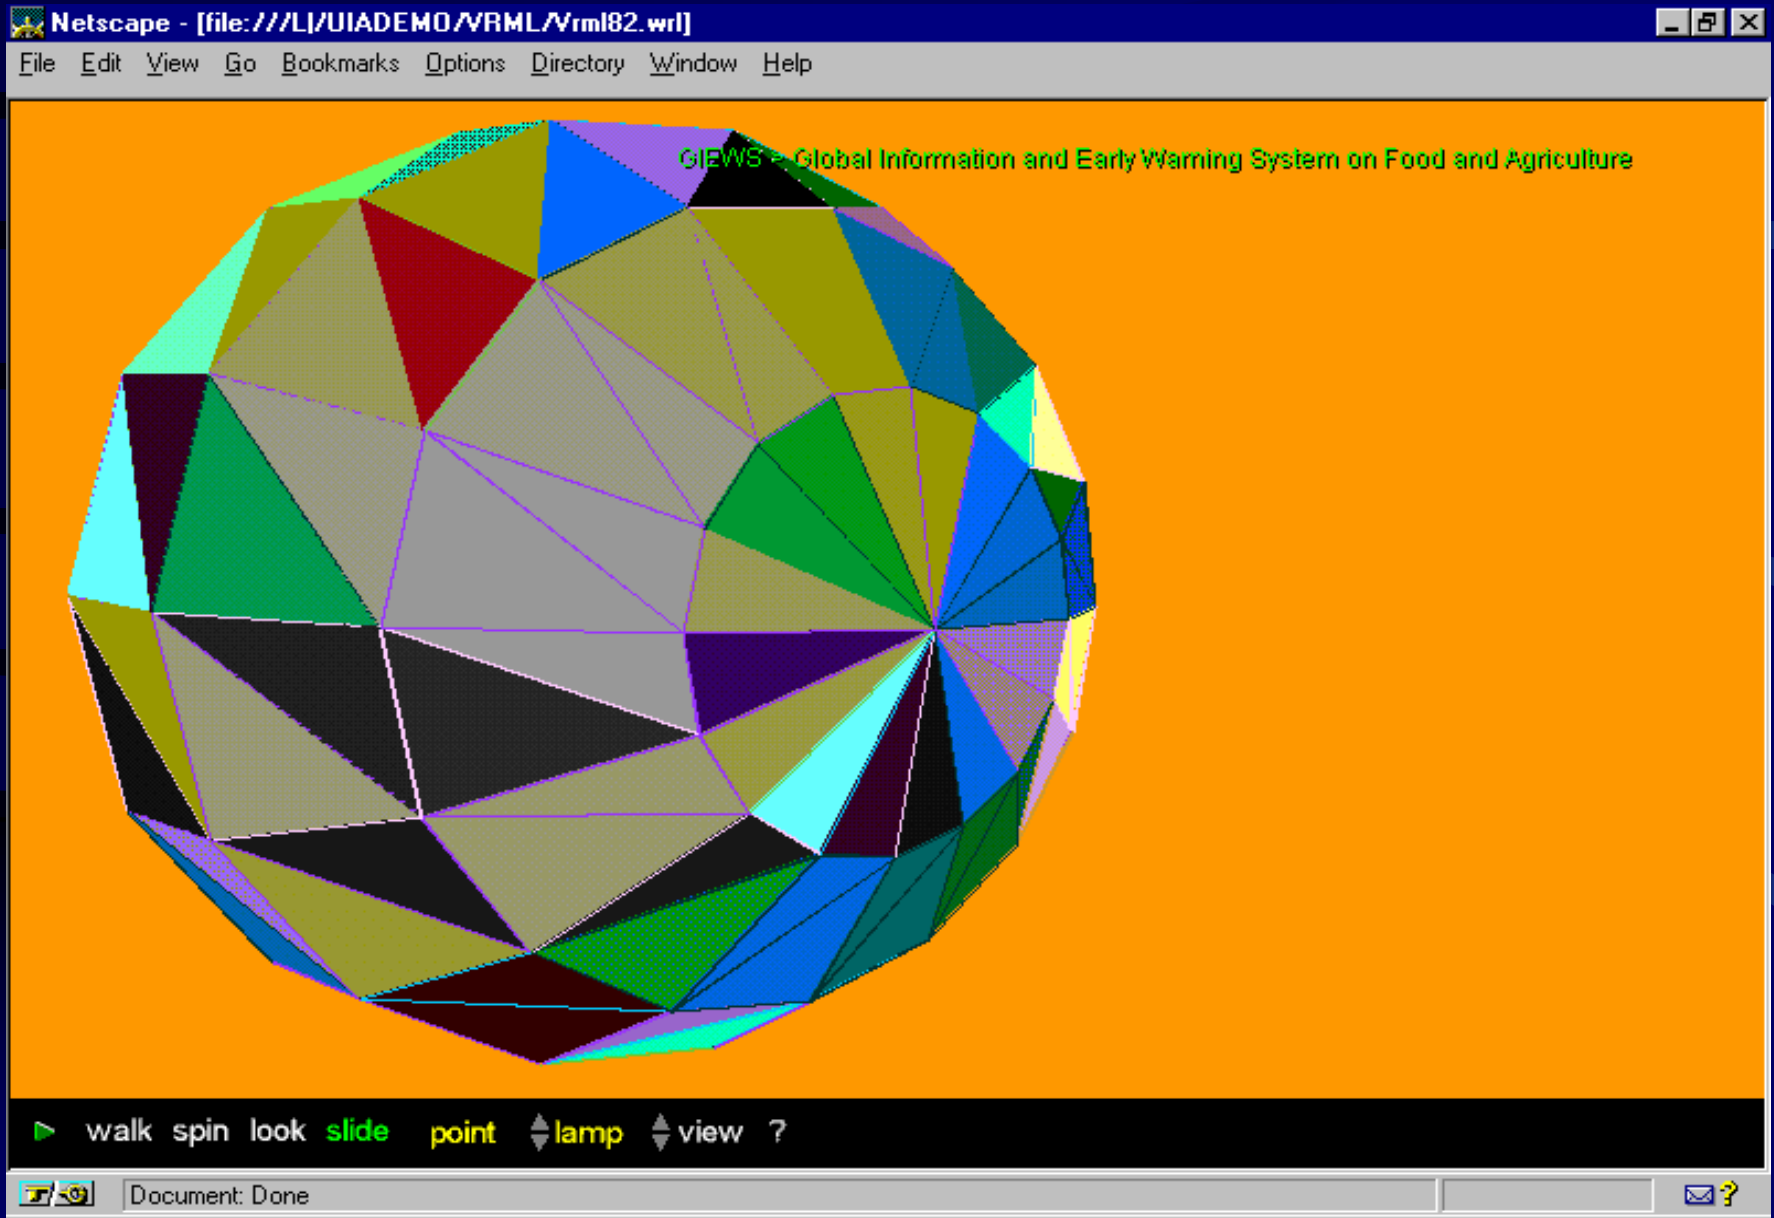 Netscape - [file:///L|/UIADEMO/VRML/Vrml82.wrl]
File Edit View Go Bookmarks Options Directory Window Help
GIEWS > Global Information and Early Warning System on Food and Agriculture
walk spin look slide point lamp view ?
Document: Done